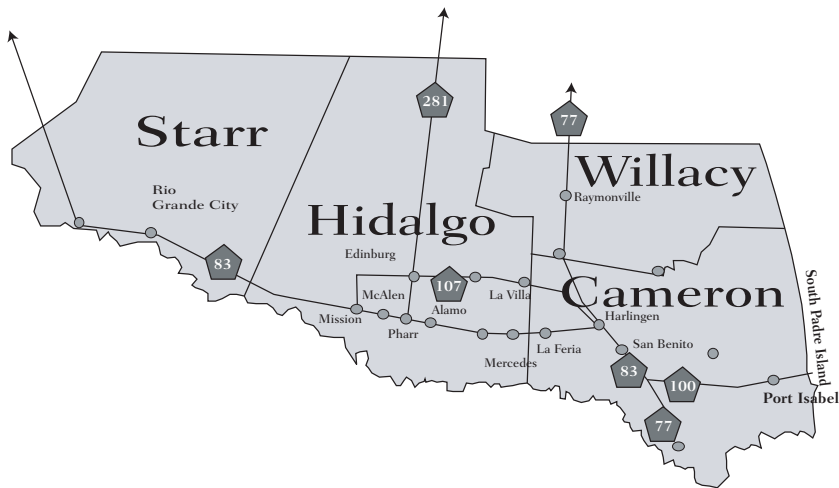 281
77
Starr
Willacy
Rio
Grande City
Raymonville
Hidalgo
Edinburg
83
107
McAlen
La Villa
Cameron
Alamo
Mission
Pharr
Harlingen
San Benito
La Feria
Mercedes
83
100
South Padre Island
Port Isabel
77